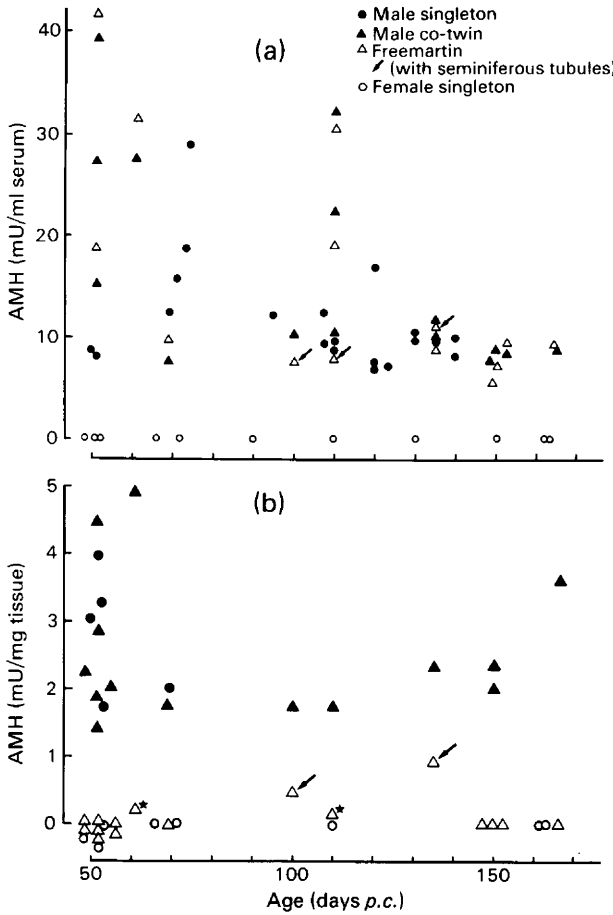 (a)
Male singleton
Male co-twin
Freemartin
(with seminiferous tubules)
Female singleton
AMH (mU/ml serum)
40
30
20
10
0
(b)
AMH (mU/mg tissue)
5
4
3
2
1
0
50 100 150
Age (days p.c.)